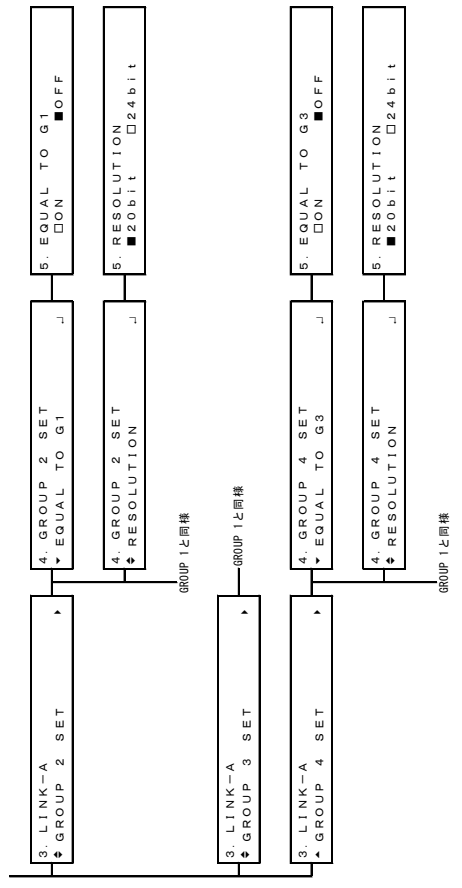 3. LINK-A
♦ GROUP 2 SET ▸
4. GROUP 2 SET
▾ EQUAL TO G1 ↵
5. EQUAL TO G1
□ON ■OFF
4. GROUP 2 SET
♦ RESOLUTION ↵
5. RESOLUTION
■20bit □24bit
GROUP 1と同様
3. LINK-A
♦ GROUP 3 SET ▸
GROUP 1と同様
3. LINK-A
▴ GROUP 4 SET ▸
4. GROUP 4 SET
▾ EQUAL TO G3 ↵
5. EQUAL TO G3
□ON ■OFF
4. GROUP 4 SET
♦ RESOLUTION ↵
5. RESOLUTION
■20bit □24bit
GROUP 1と同様